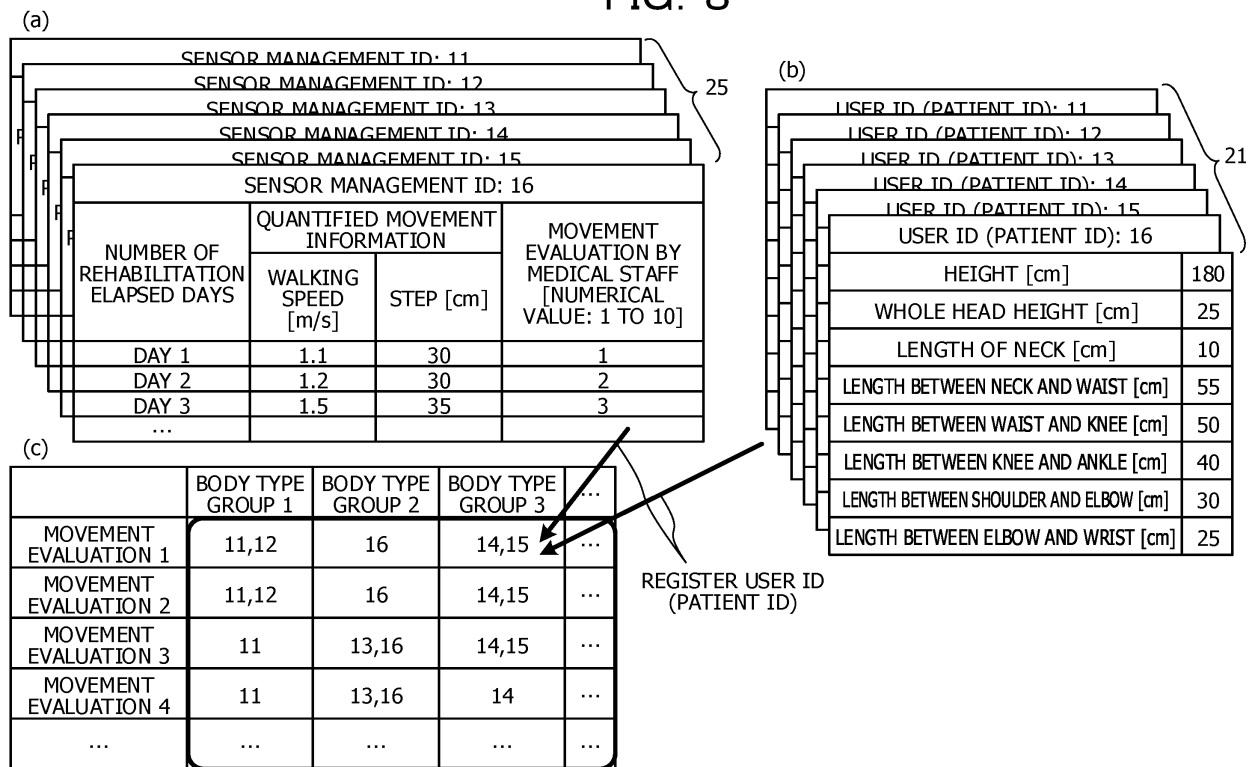 (a)
SENSOR MANAGEMENT ID: 11
SENSOR MANAGEMENT ID: 12
SENSOR MANAGEMENT ID: 13
SENSOR MANAGEMENT ID: 14
SENSOR MANAGEMENT ID: 15
SENSOR MANAGEMENT ID: 16
25
NUMBER OF
REHABILITATION
ELAPSED DAYS
QUANTIFIED MOVEMENT
INFORMATION
WALKING
SPEED
[m/s]
STEP [cm]
MOVEMENT
EVALUATION BY
MEDICAL STAFF
[NUMERICAL
VALUE: 1 TO 10]
DAY 1 1.1 30 1
DAY 2 1.2 30 2
DAY 3 1.5 35 3
...
(b)
USER ID (PATIENT ID): 11
USER ID (PATIENT ID): 12
USER ID (PATIENT ID): 13
USER ID (PATIENT ID): 14
USER ID (PATIENT ID): 15
USER ID (PATIENT ID): 16
21
HEIGHT [cm] 180
WHOLE HEAD HEIGHT [cm] 25
LENGTH OF NECK [cm] 10
LENGTH BETWEEN NECK AND WAIST [cm] 55
LENGTH BETWEEN WAIST AND KNEE [cm] 50
LENGTH BETWEEN KNEE AND ANKLE [cm] 40
LENGTH BETWEEN SHOULDER AND ELBOW [cm] 30
LENGTH BETWEEN ELBOW AND WRIST [cm] 25
(c)
BODY TYPE
GROUP 1
BODY TYPE
GROUP 2
BODY TYPE
GROUP 3
...
MOVEMENT
EVALUATION 1
11,12 16 14,15 ...
MOVEMENT
EVALUATION 2
11,12 16 14,15 ...
MOVEMENT
EVALUATION 3
11 13,16 14,15 ...
MOVEMENT
EVALUATION 4
11 13,16 14 ...
... ... ... ... ...
REGISTER USER ID
(PATIENT ID)